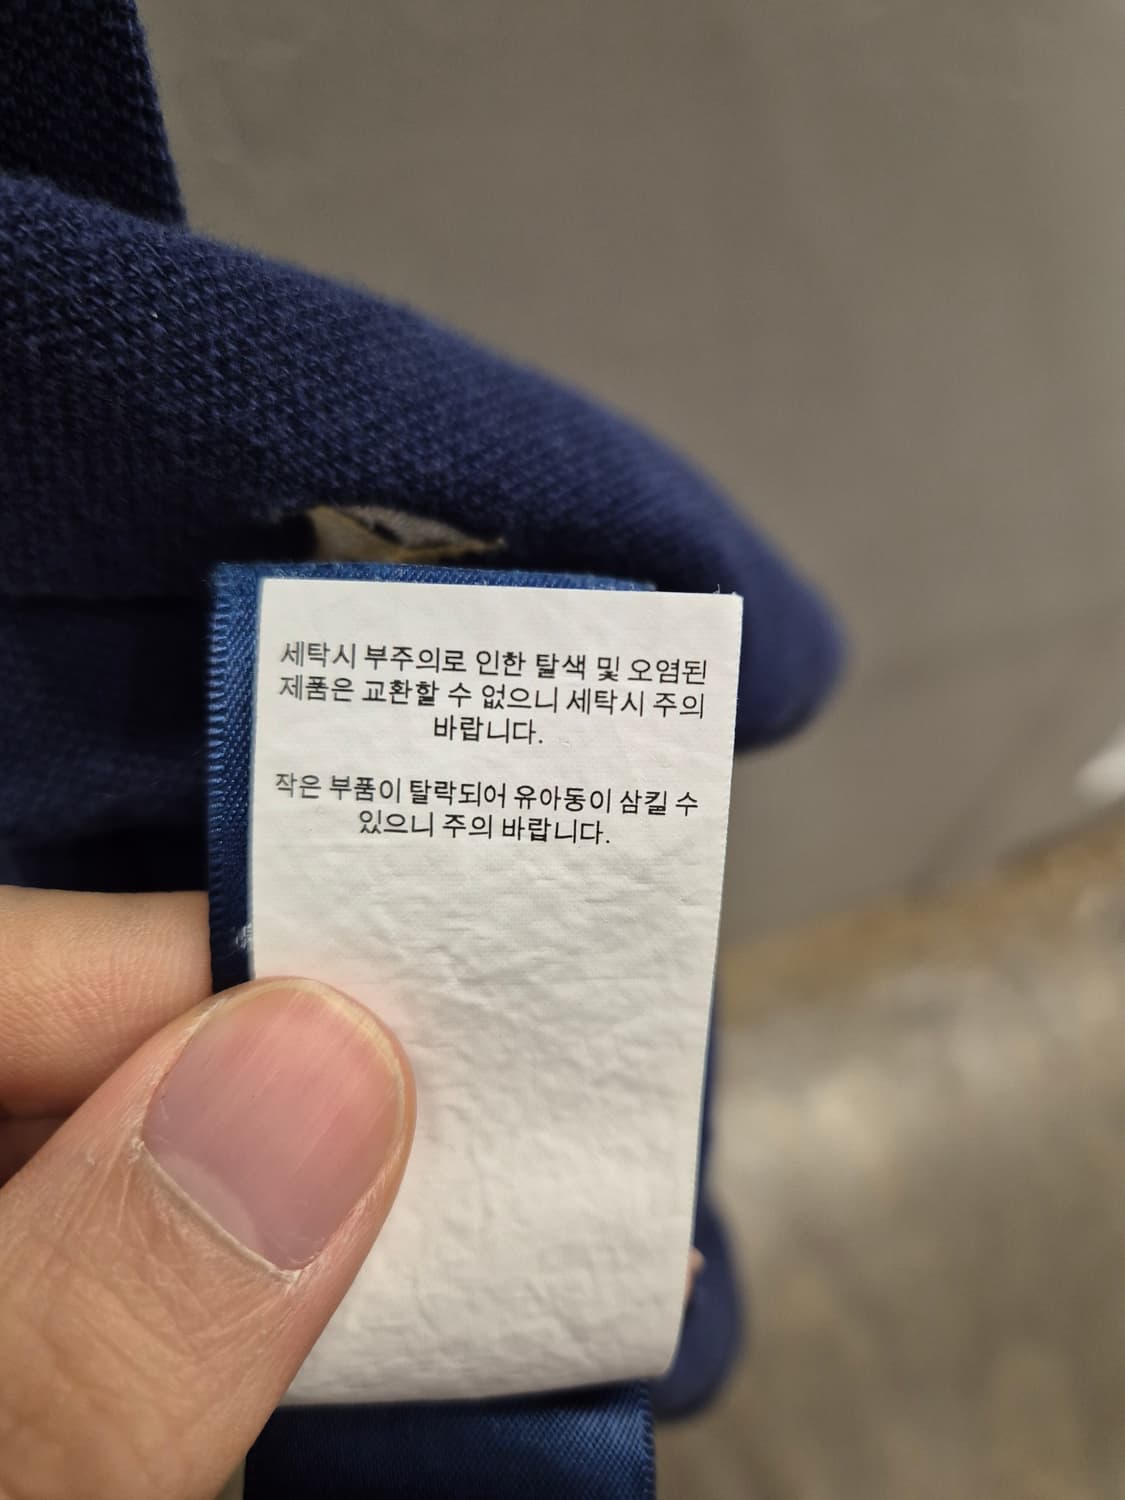 세탁시 부주의로 인한 탈색 및 오염된
제품은 교환할 수 없으니 세탁시 주의
바랍니다.
작은 부품이 탈락되어 유아동이 삼킬 수
있으니 주의 바랍니다.